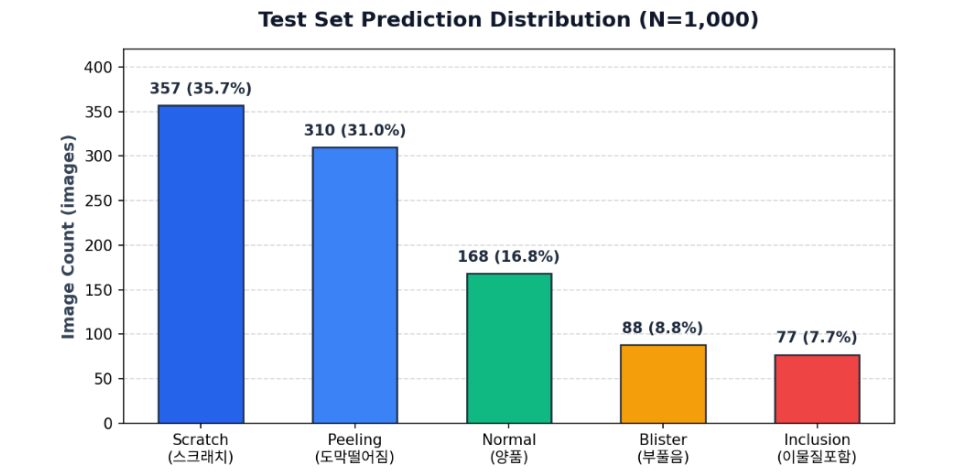 Test Set Prediction Distribution (N=1,000)
Image Count (images)
400
350
300
250
200
150
100
50
0
357 (35.7%)
310 (31.0%)
168 (16.8%)
88 (8.8%)
77 (7.7%)
Scratch
(스크래치)
Peeling
(도막떨어짐)
Normal
(양품)
Blister
(부풀음)
Inclusion
(이물질포함)